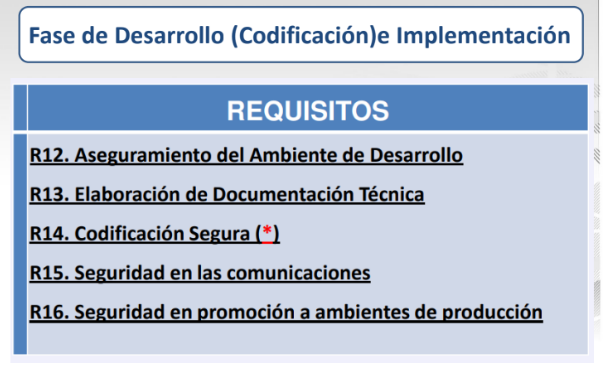 Fase de Desarrollo (Codificación)e Implementación
REQUISITOS
R12. Aseguramiento del Ambiente de Desarrollo
R13. Elaboración de Documentación Técnica
R14. Codificación Segura (*)
R15. Seguridad en las comunicaciones
R16. Seguridad en promoción a ambientes de producción